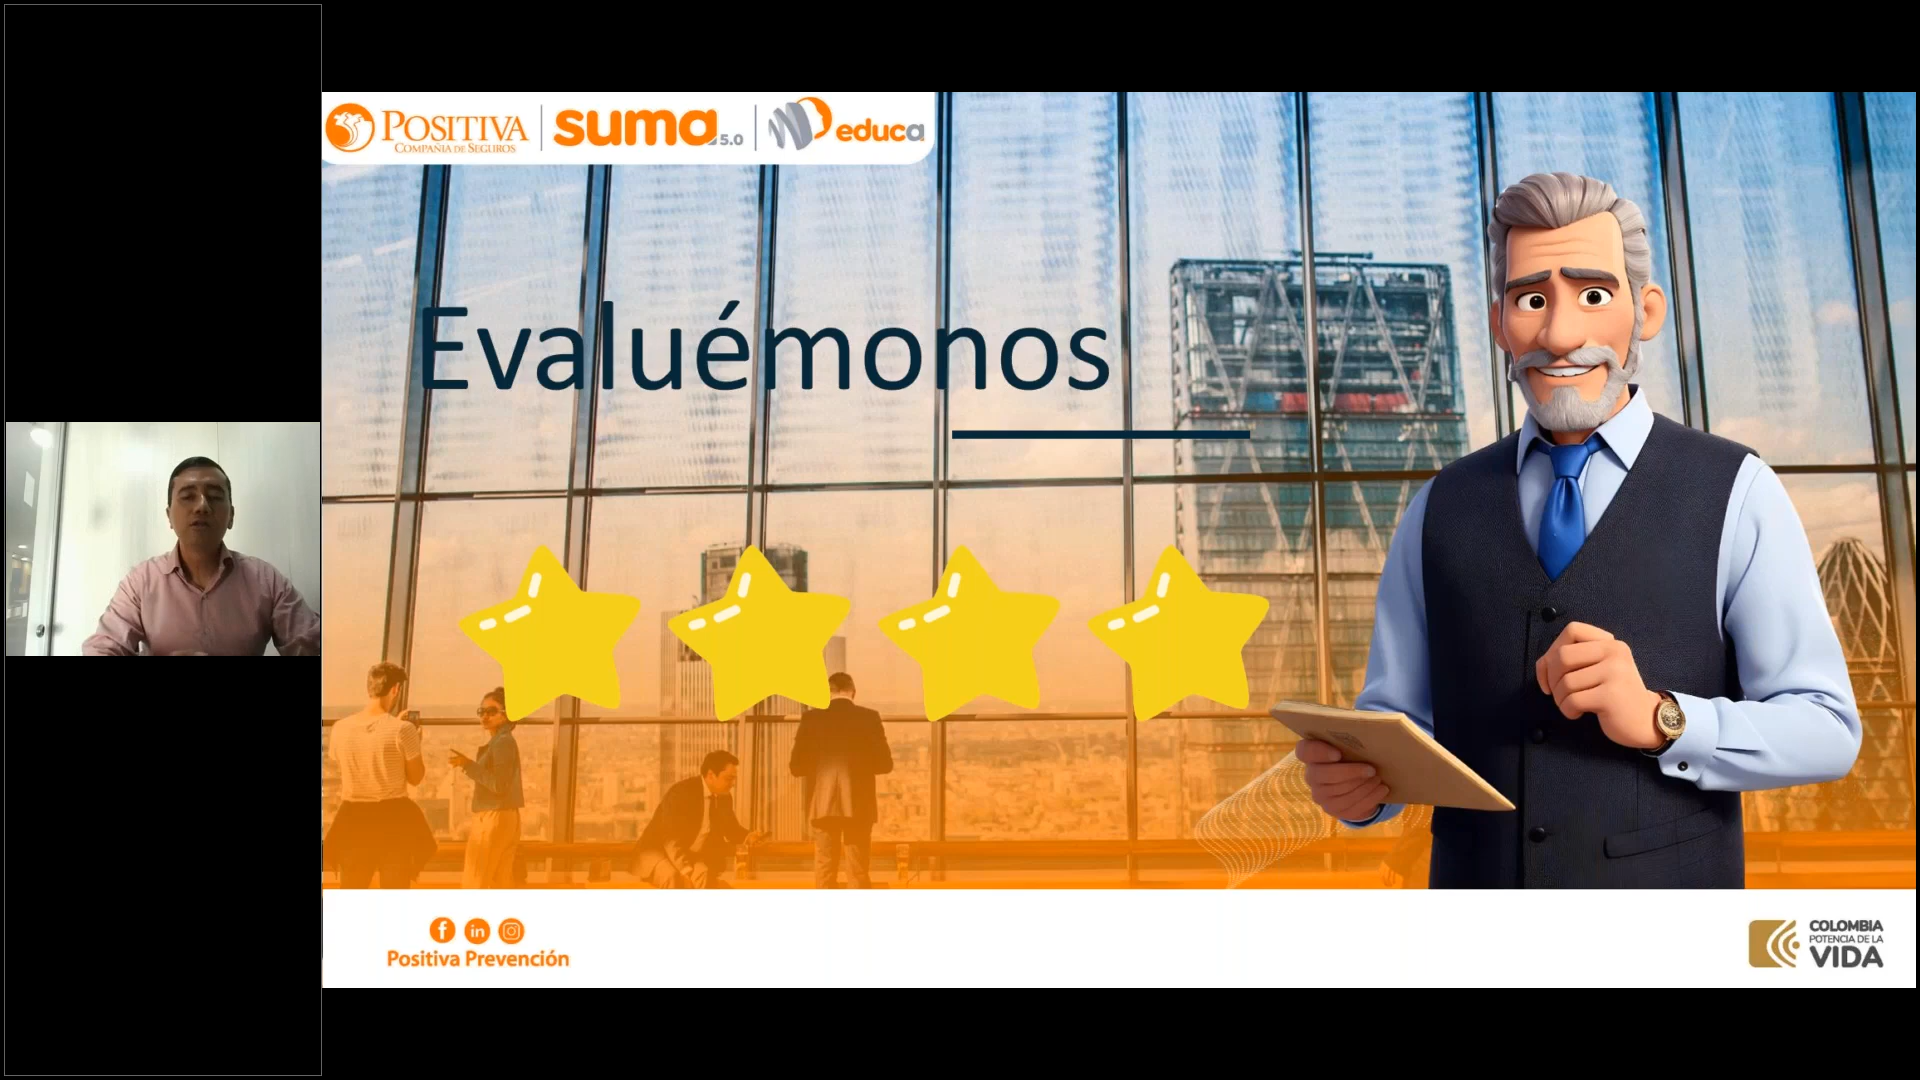 POSITIVA
COMPAÑIA DE SEGUROS
suma 5.0
educa
Evaluémonos
Positiva Prevención
COLOMBIA
POTENCIA DE LA
VIDA